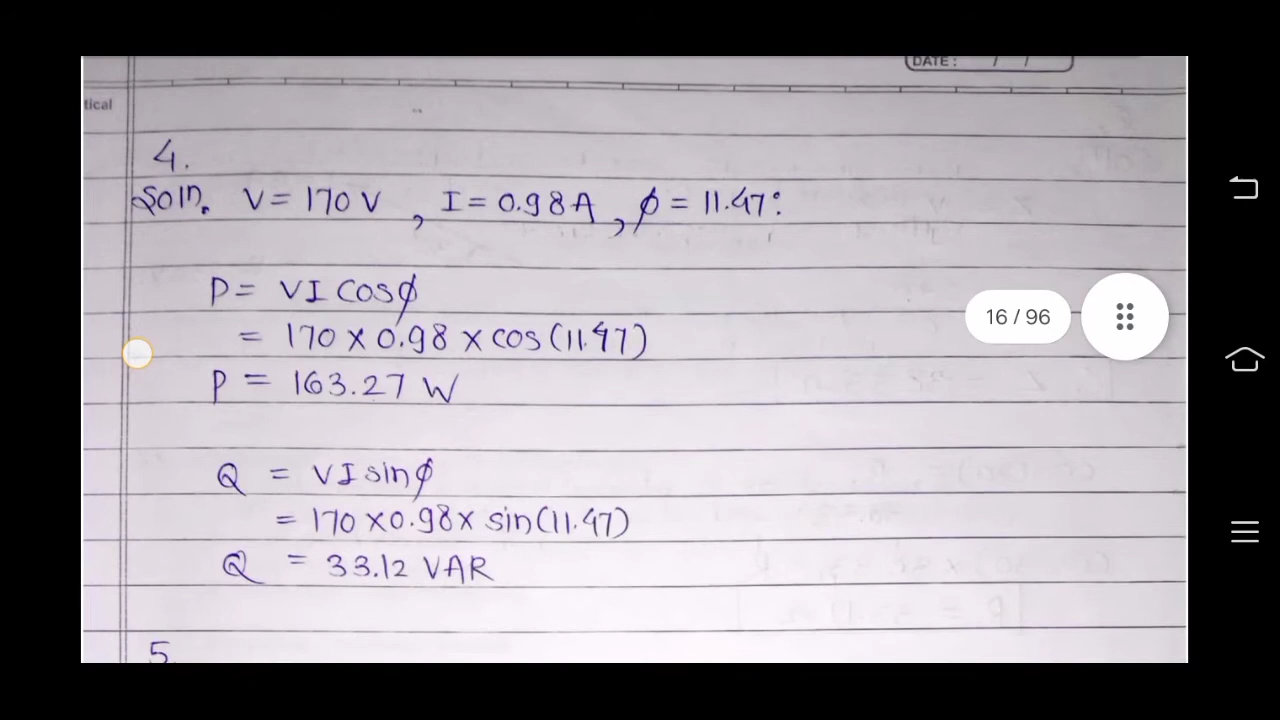 DATE: / /
tical
4.
Soln. V = 170 V , I = 0.98 A , φ = 11.47°
P = VI cosφ
= 170 × 0.98 × cos(11.47)
P = 163.27 W
16 / 96
Q = VI sinφ
= 170 × 0.98 × sin(11.47)
Q = 33.12 VAR
5.